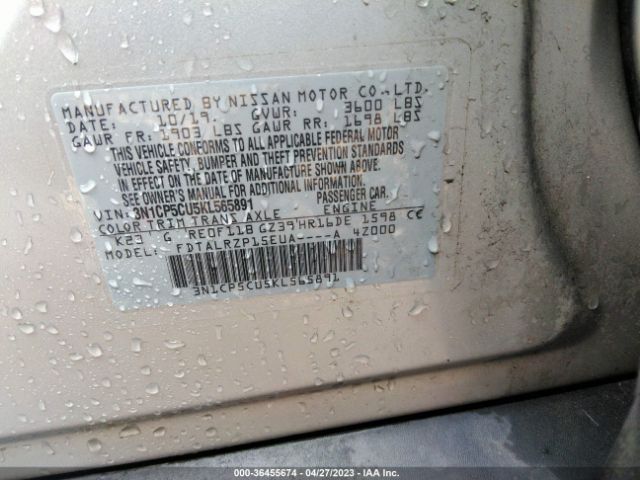 MANUFACTURED BY NISSAN MOTOR CO.,LTD.
DATE: 10/19 GVWR: 3600 LBS
GAWR FR: 1903 LBS GAWR RR: 1698 LBS
THIS VEHICLE CONFORMS TO ALL APPLICABLE FEDERAL MOTOR
VEHICLE SAFETY, BUMPER AND THEFT PREVENTION STANDARDS
IN EFFECT ON THE DATE OF MANUFACTURE SHOWN ABOVE.
SEE OWNER'S MANUAL FOR ADDITIONAL INFORMATION.
VIN: 3N1CP5CU5KL565891 PASSENGER CAR.
COLOR TRIM TRANS AXLE ENGINE
K23 G RE0F11B GZ39 HR16DE 1598 CC
MODEL: FDTALRZP15EUA----A 4Z000
3N1CP5CU5KL565891
000-36455674 / 04/27/2023 / IAA Inc.